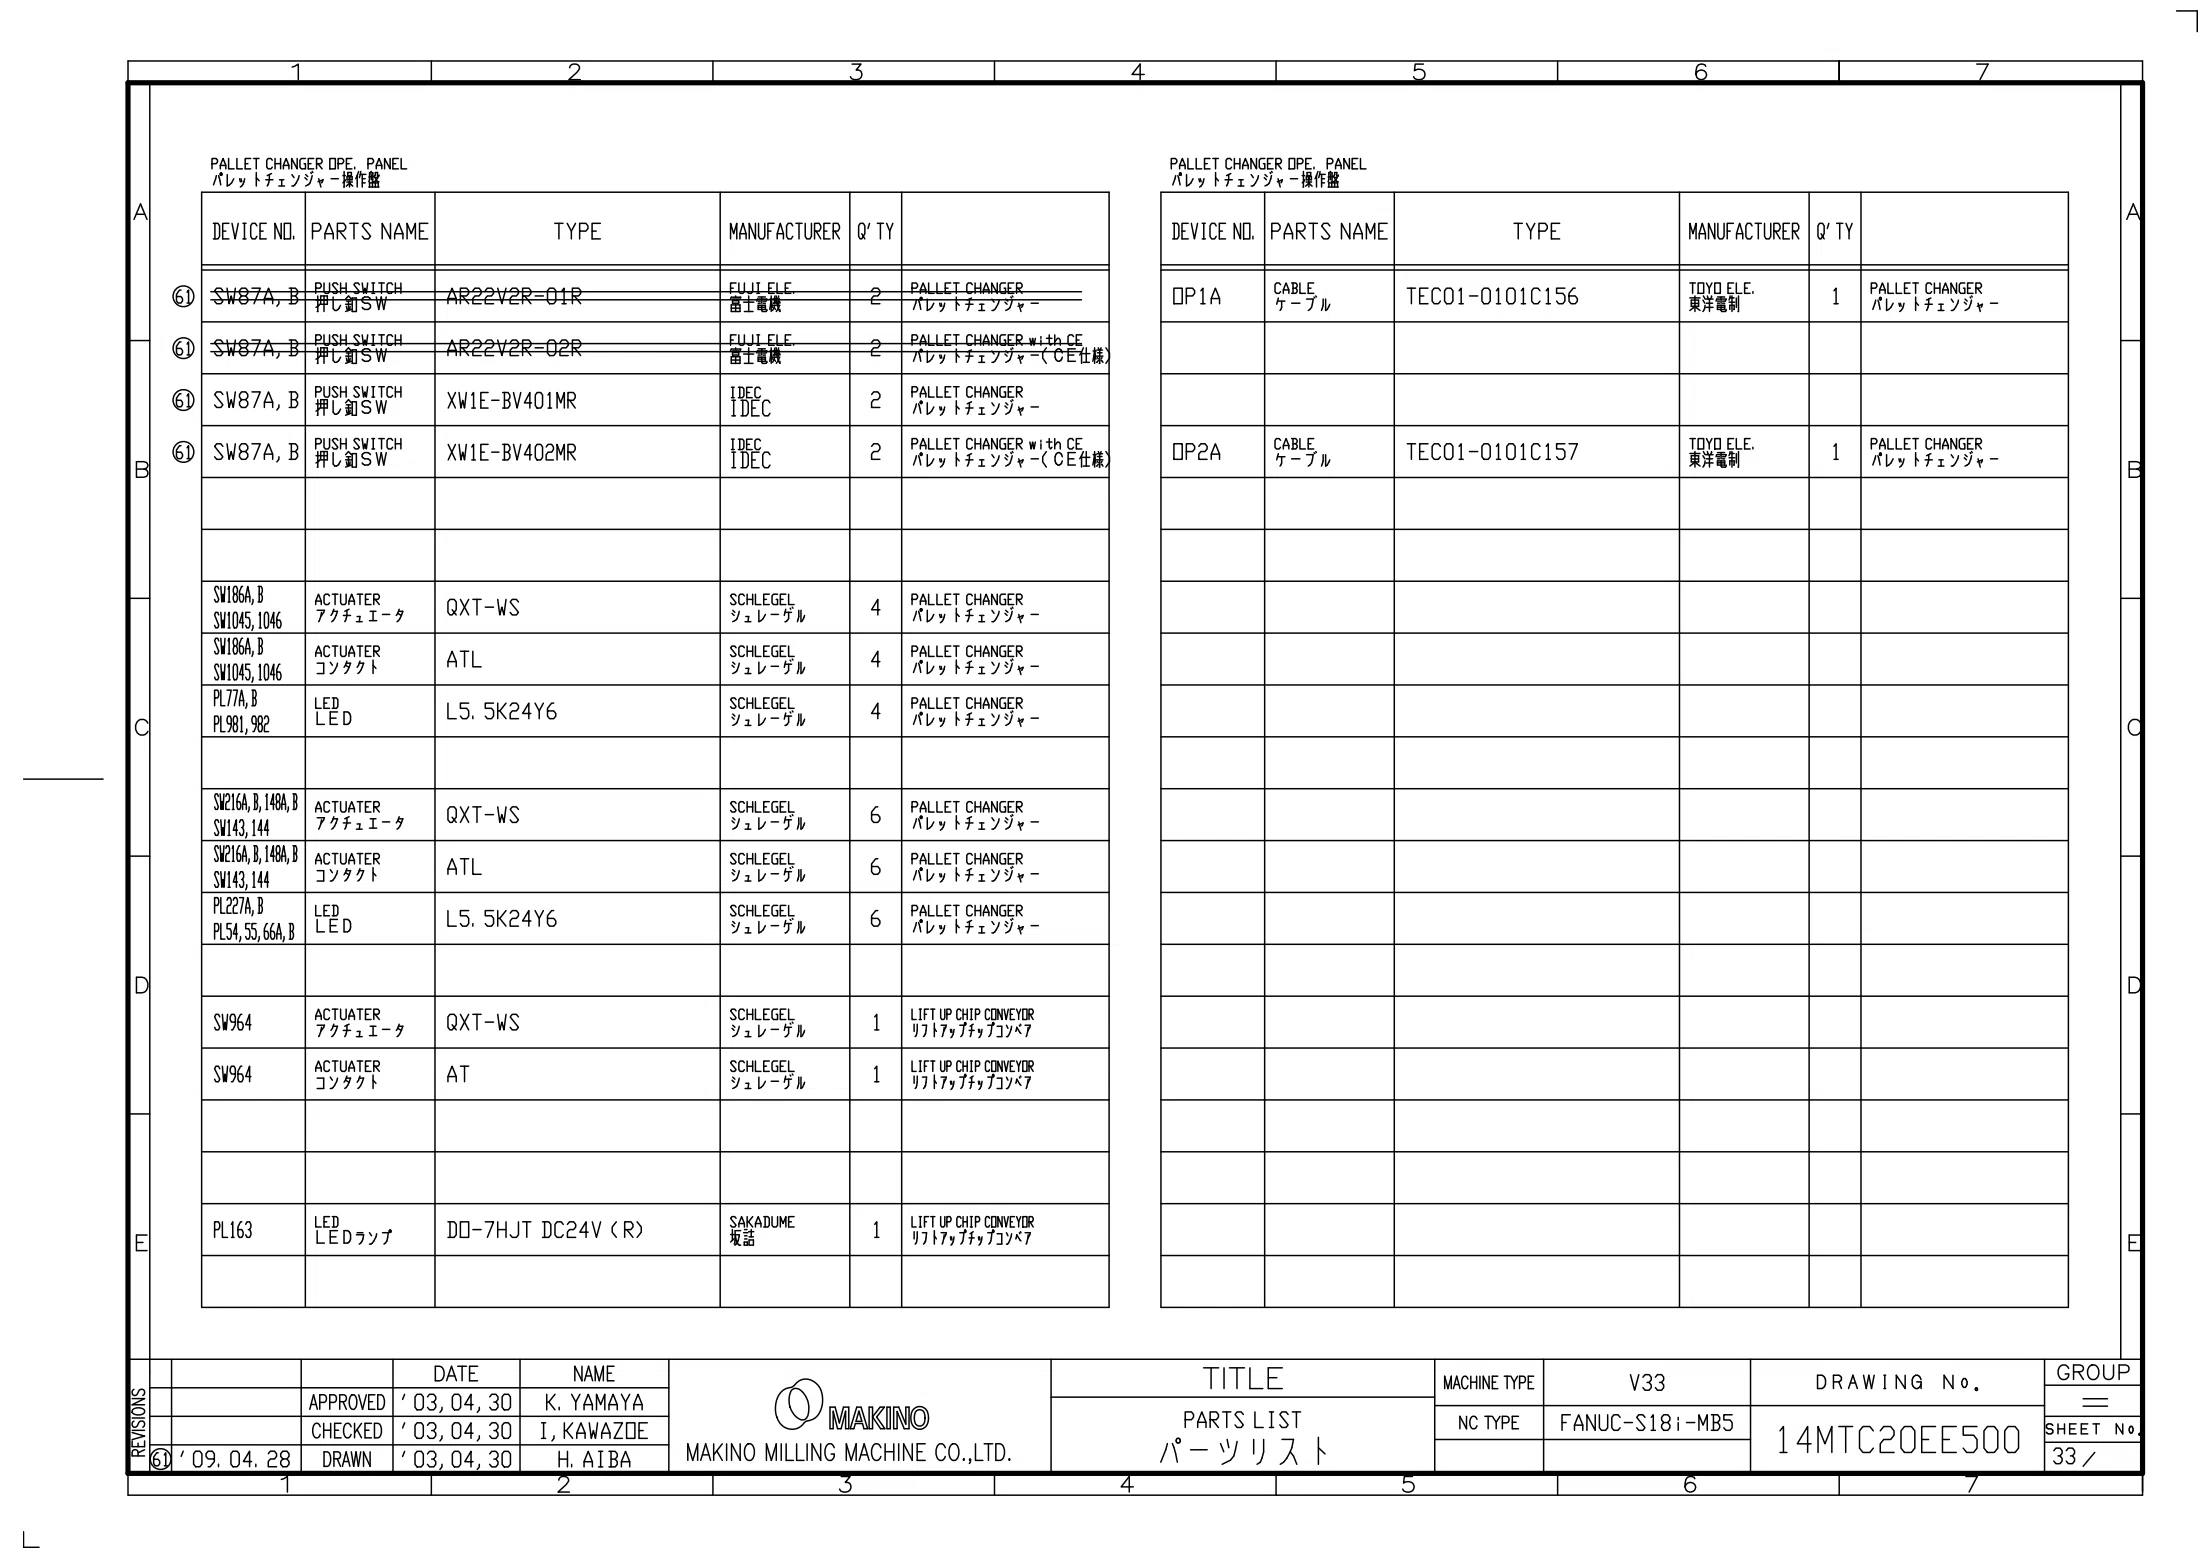 1 2 3 4 5 6 7
A
B
C
D
E
PALLET CHANGER OPE. PANEL
パレットチェンジャー操作盤
DEVICE NO. PARTS NAME TYPE MANUFACTURER Q'TY
61 SW87A, B PUSH SWITCH AR22V2R-01R FUJI ELE. 2 PALLET CHANGER
押し釦SW 富士電機 パレットチェンジャー
61 SW87A, B PUSH SWITCH AR22V2R-02R FUJI ELE. 2 PALLET CHANGER with CE
押し釦SW 富士電機 パレットチェンジャー(CE仕様)
61 SW87A, B PUSH SWITCH XW1E-BV401MR IDEC 2 PALLET CHANGER
押し釦SW IDEC パレットチェンジャー
61 SW87A, B PUSH SWITCH XW1E-BV402MR IDEC 2 PALLET CHANGER with CE
押し釦SW IDEC パレットチェンジャー(CE仕様)
SW186A, B ACTUATER QXT-WS SCHLEGEL 4 PALLET CHANGER
SW1045, 1046 アクチュエータ シュレーゲル パレットチェンジャー
SW186A, B ACTUATER ATL SCHLEGEL 4 PALLET CHANGER
SW1045, 1046 コンタクト シュレーゲル パレットチェンジャー
PL77A, B LED L5. 5K24Y6 SCHLEGEL 4 PALLET CHANGER
PL981, 982 LED シュレーゲル パレットチェンジャー
SW216A, B, 148A, B ACTUATER QXT-WS SCHLEGEL 6 PALLET CHANGER
SW143, 144 アクチュエータ シュレーゲル パレットチェンジャー
SW216A, B, 148A, B ACTUATER ATL SCHLEGEL 6 PALLET CHANGER
SW143, 144 コンタクト シュレーゲル パレットチェンジャー
PL227A, B LED L5. 5K24Y6 SCHLEGEL 6 PALLET CHANGER
PL54, 55, 66A, B LED シュレーゲル パレットチェンジャー
SW964 ACTUATER QXT-WS SCHLEGEL 1 LIFT UP CHIP CONVEYOR
アクチュエータ シュレーゲル リフトアップチップコンベア
SW964 ACTUATER AT SCHLEGEL 1 LIFT UP CHIP CONVEYOR
コンタクト シュレーゲル リフトアップチップコンベア
PL163 LED DO-7HJT DC24V (R) SAKADUME 1 LIFT UP CHIP CONVEYOR
LEDランプ 坂詰 リフトアップチップコンベア
PALLET CHANGER OPE. PANEL
パレットチェンジャー操作盤
DEVICE NO. PARTS NAME TYPE MANUFACTURER Q'TY
OP1A CABLE TEC01-0101C156 TOYO ELE. 1 PALLET CHANGER
ケーブル 東洋電制 パレットチェンジャー
OP2A CABLE TEC01-0101C157 TOYO ELE. 1 PALLET CHANGER
ケーブル 東洋電制 パレットチェンジャー
A
B
C
D
E
REVISIONS
61 '09. 04. 28
DATE NAME
APPROVED '03, 04, 30 K. YAMAYA
CHECKED '03, 04, 30 I, KAWAZOE
DRAWN '03, 04, 30 H. AIBA
MAKINO
MAKINO MILLING MACHINE CO.,LTD.
TITLE
PARTS LIST
パーツリスト
MACHINE TYPE V33
NC TYPE FANUC-S18i-MB5
DRAWING No.
14MTC20EE500
GROUP
=
SHEET No.
33 /
1 2 3 4 5 6 7